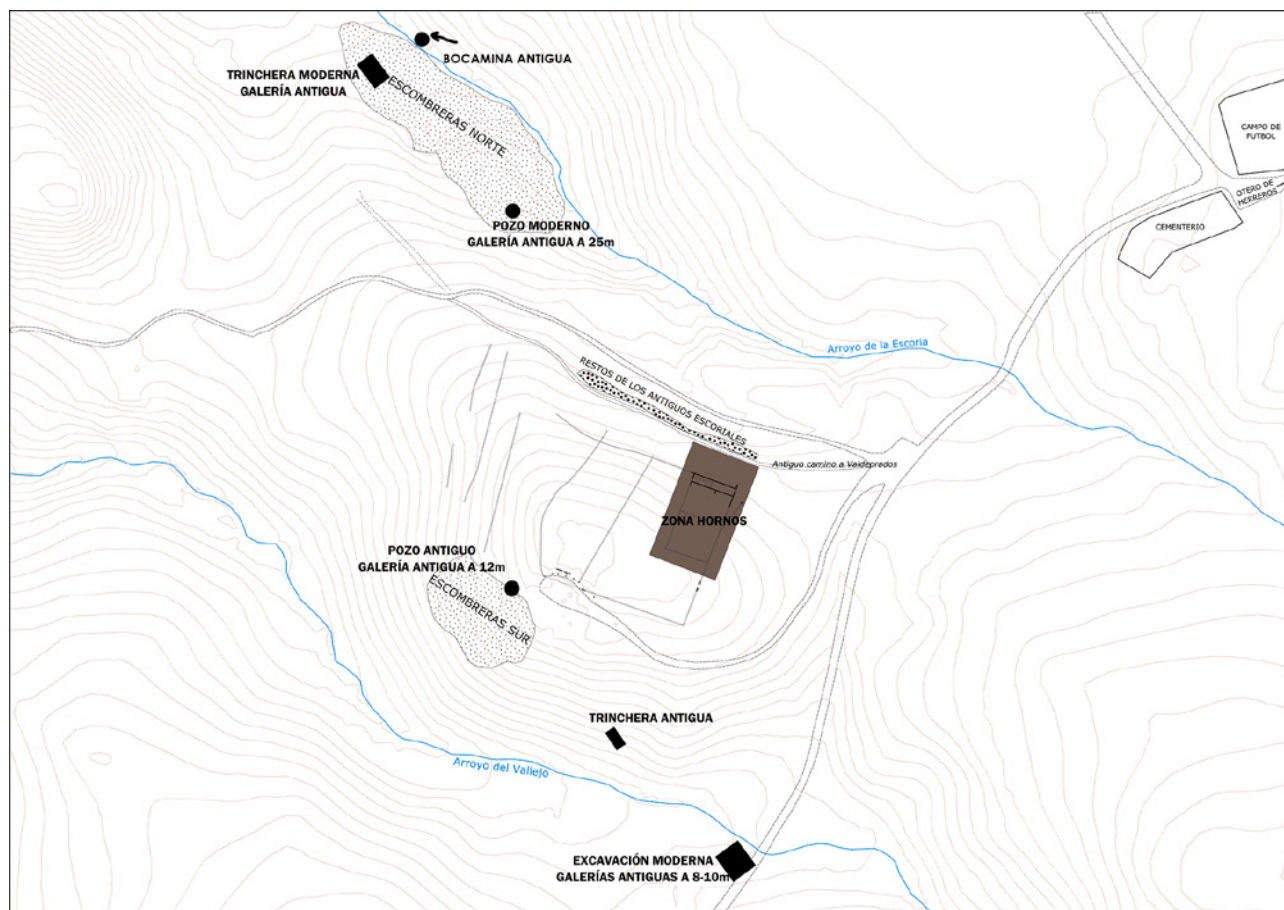 BOCAMINA ANTIGUA
TRINCHERA MODERNA
GALERÍA ANTIGUA
ESCOMBRERAS NORTE
CAMPO DE
FUTBOL
OTERO DE
HERREROS
CEMENTERIO
POZO MODERNO
GALERÍA ANTIGUA A 25m
Arroyo de la Escoria
RESTOS DE LOS ANTIGUOS ESCORIALES
Antiguo camino a Valdeprados
ZONA HORNOS
POZO ANTIGUO
GALERÍA ANTIGUA A 12m
ESCOMBRERAS SUR
TRINCHERA ANTIGUA
Arroyo del Vallejo
EXCAVACIÓN MODERNA
GALERÍAS ANTIGUAS A 8-10m